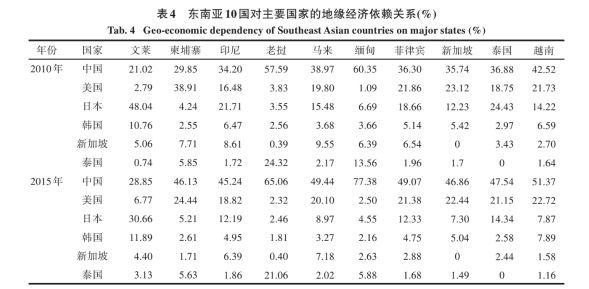 表4 东南亚10国对主要国家的地缘经济依赖关系(%)
Tab. 4 Geo-economic dependency of Southeast Asian countries on major states (%)
年份 国家 文莱 柬埔寨 印尼 老挝 马来 缅甸 菲律宾 新加坡 泰国 越南
2010年 中国 21.02 29.85 34.20 57.59 38.97 60.35 36.30 35.74 36.88 42.52
美国 2.79 38.91 16.48 3.83 19.80 1.09 21.86 23.12 18.75 21.73
日本 48.04 4.24 21.71 3.55 15.48 6.69 18.66 12.23 24.43 14.22
韩国 10.76 2.55 6.47 2.56 3.68 3.66 5.14 5.42 2.97 6.59
新加坡 5.06 7.71 8.61 0.39 9.55 6.39 6.54 0 3.43 2.70
泰国 0.74 5.85 1.72 24.32 2.17 13.56 1.96 1.7 0 1.64
2015年 中国 28.85 46.13 45.24 65.06 49.44 77.38 49.07 46.86 47.54 51.37
美国 6.77 24.44 18.82 2.32 20.10 2.50 21.38 22.44 21.15 22.72
日本 30.66 5.21 12.19 2.46 8.97 4.55 12.33 7.30 14.34 7.87
韩国 11.89 2.61 4.95 1.81 3.27 2.16 4.75 5.04 2.58 7.89
新加坡 4.40 1.71 6.39 0.40 7.18 2.63 2.88 0 2.44 1.58
泰国 3.13 5.63 1.86 21.06 2.02 5.88 1.68 1.49 0 1.16